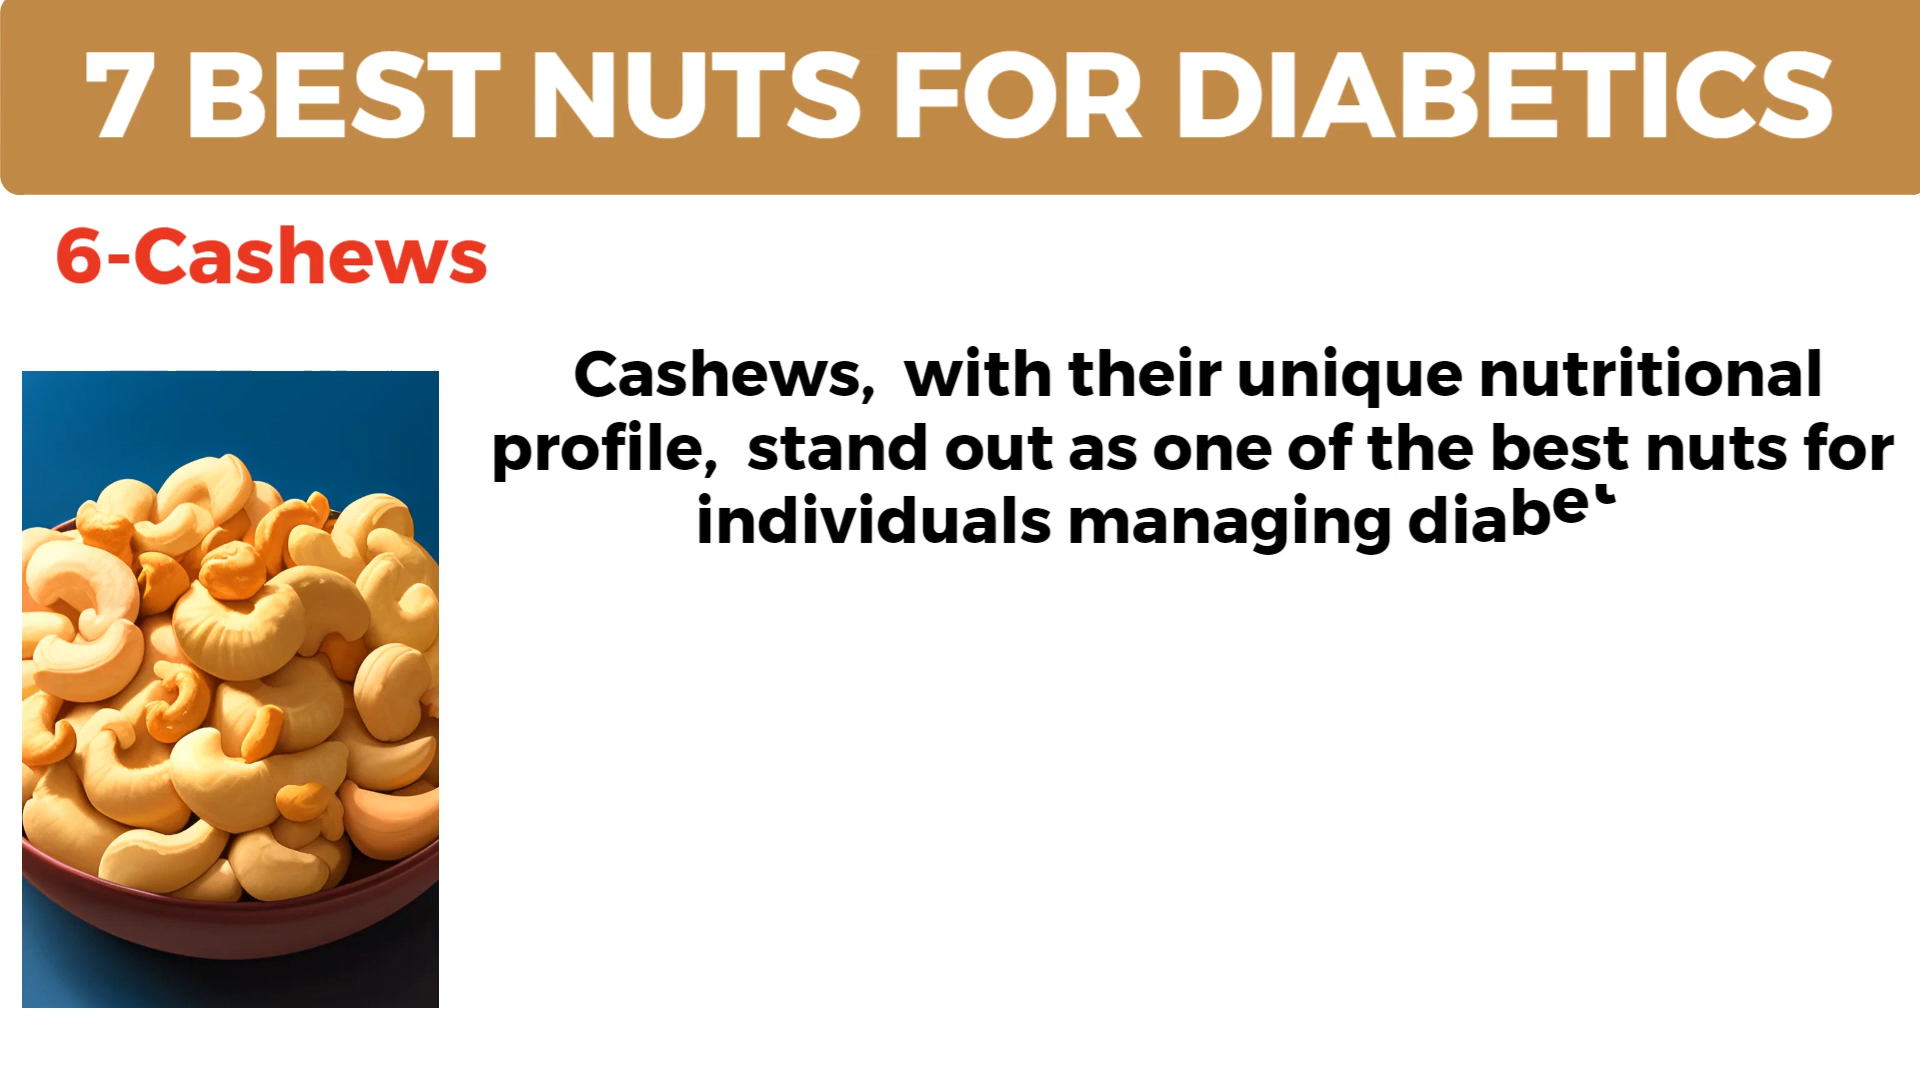 7 BEST NUTS FOR DIABETICS
6-Cashews
Cashews, with their unique nutritional
profile, stand out as one of the best nuts for
individuals managing diabet